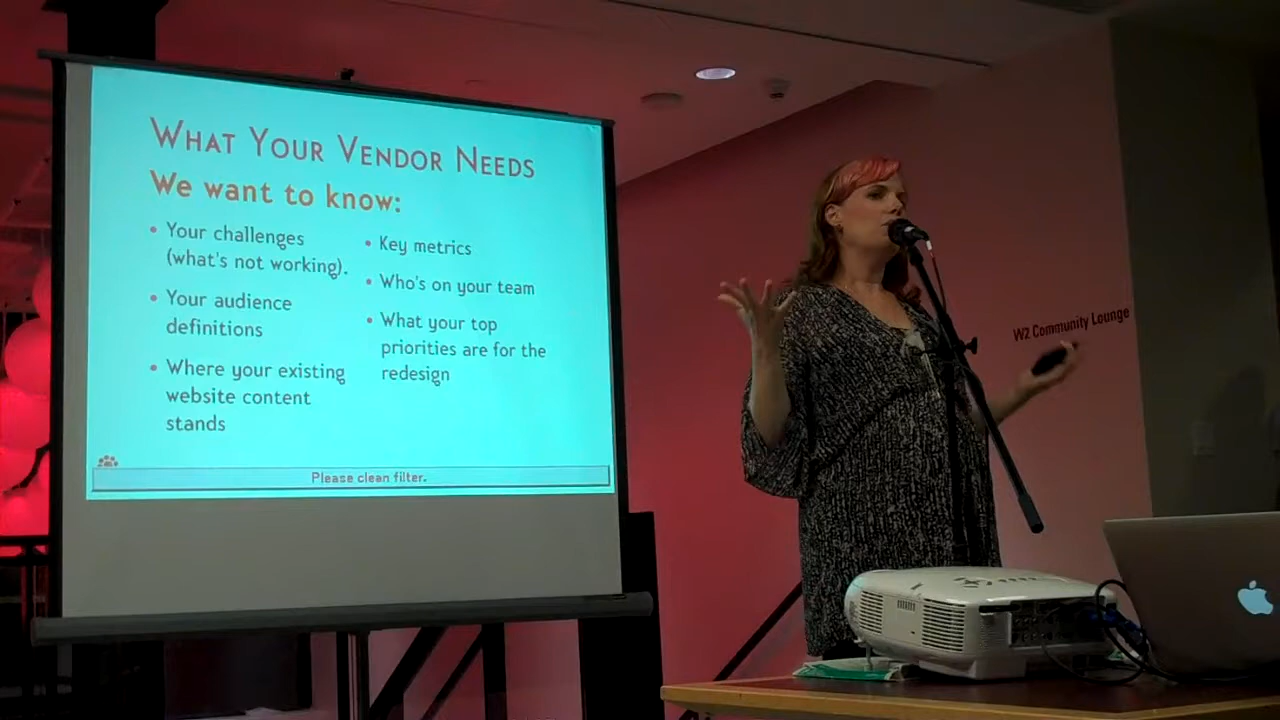 What Your Vendor Needs
We want to know:
• Your challenges
(what's not working).
• Your audience
definitions
• Where your existing
website content
stands
• Key metrics
• Who's on your team
• What your top
priorities are for the
redesign
Please clean filter.
W2 Community Lounge